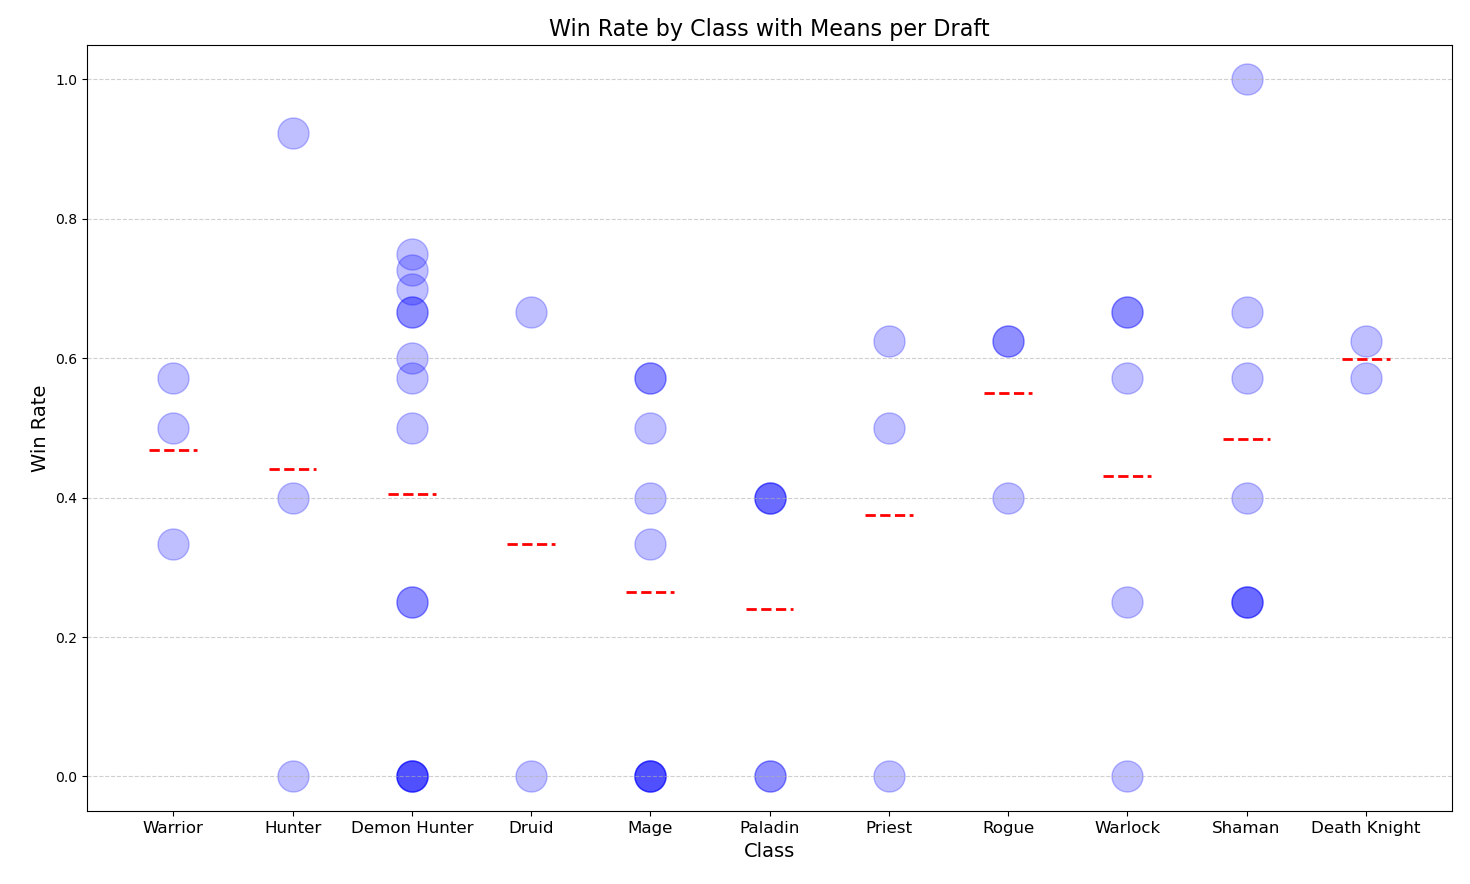 Win Rate by Class with Means per Draft
1.0
0.8
0.6
0.4
0.2
0.0
Win Rate
Warrior Hunter Demon Hunter Druid Mage Paladin Priest Rogue Warlock Shaman Death Knight
Class